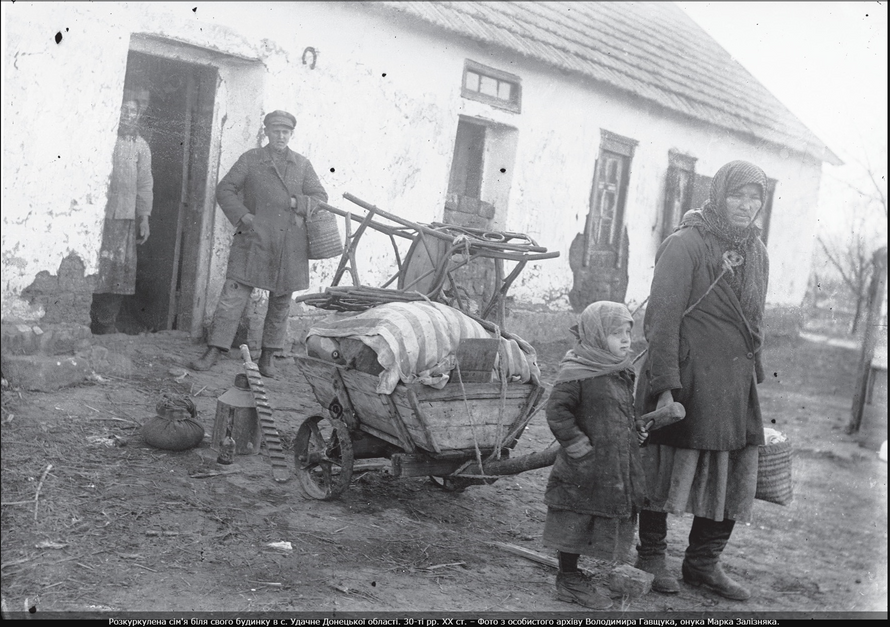 Розкуркулена сім'я біля свого будинку в с. Удачне Донецької області. 30-ті рр. XX ст. – Фото з особистого архіву Володимира Гавщука, онука Марка Залізняка.